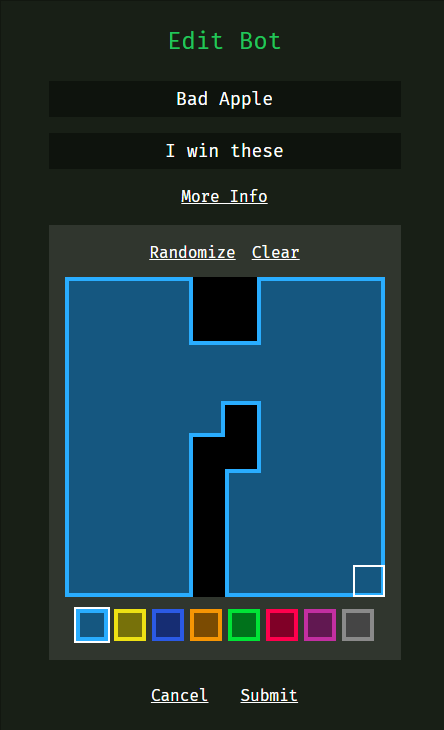 Edit Bot
Bad Apple
I win these
More Info
Randomize Clear
Cancel Submit